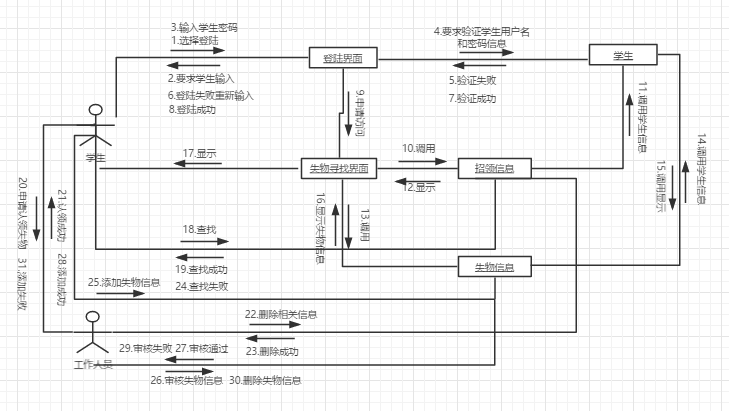 3.输入学生密码
1.选择登陆
登陆界面
4.要求验证学生用户名
和密码信息
学生
2.要求学生输入
6.登陆失败重新输入
8.登陆成功
5.验证失败
7.验证成功
9.申请访问
11.调用学生信息
14.调用学生信息
15.调用显示
学生
17.显示
失物寻找界面
10.调用
12.显示
招领信息
16.显示失物信息
13.调用
20.申请认领失物
21.认领成功
18.查找
19.查找成功
24.查找失败
失物信息
31.添加失败
28.添加成功
25.添加失物信息
22.删除相关信息
23.删除成功
工作人员
29.审核失败
27.审核通过
26.审核失物信息
30.删除失物信息